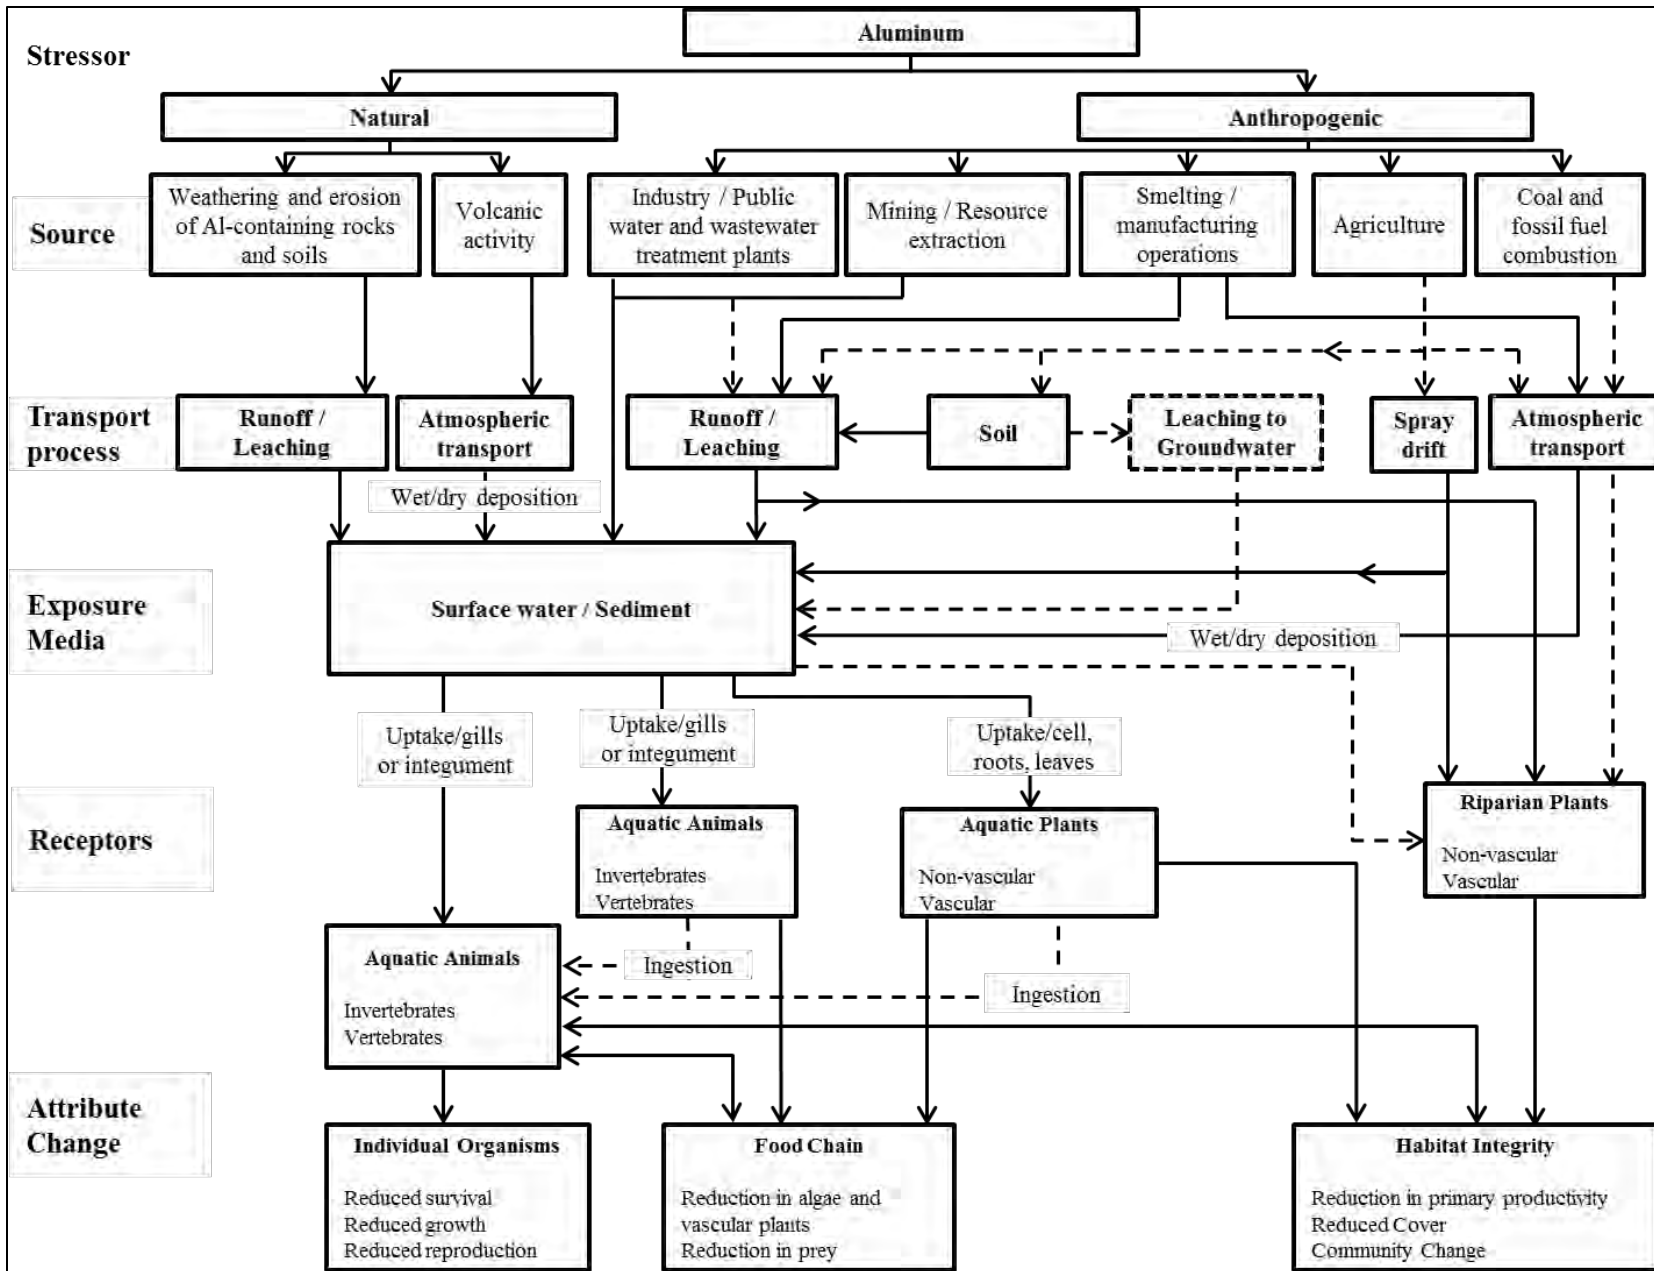 Stressor
Aluminum
Natural
Anthropogenic
Source
Weathering and erosion
of Al-containing rocks
and soils
Volcanic
activity
Industry / Public
water and wastewater
treatment plants
Mining / Resource
extraction
Smelting /
manufacturing
operations
Agriculture
Coal and
fossil fuel
combustion
Transport
process
Runoff /
Leaching
Atmospheric
transport
Runoff /
Leaching
Soil
Leaching to
Groundwater
Spray
drift
Atmospheric
transport
Wet/dry deposition
Exposure
Media
Surface water / Sediment
Wet/dry deposition
Uptake/gills
or integument
Uptake/gills
or integument
Uptake/cell,
roots, leaves
Receptors
Aquatic Animals
Invertebrates
Vertebrates
Aquatic Plants
Non-vascular
Vascular
Riparian Plants
Non-vascular
Vascular
Aquatic Animals
Invertebrates
Vertebrates
Ingestion
Ingestion
Attribute
Change
Individual Organisms
Reduced survival
Reduced growth
Reduced reproduction
Food Chain
Reduction in algae and
vascular plants
Reduction in prey
Habitat Integrity
Reduction in primary productivity
Reduced Cover
Community Change